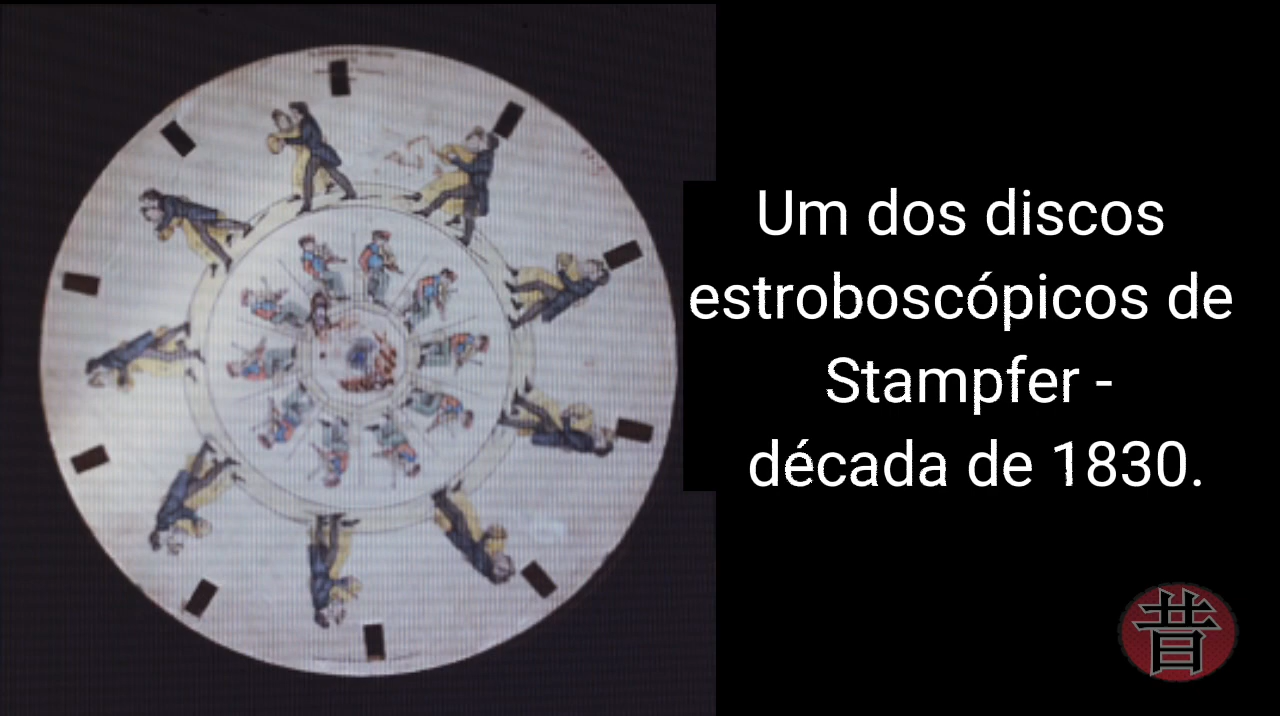 Um dos discos
estroboscópicos de
Stampfer -
década de 1830.
昔